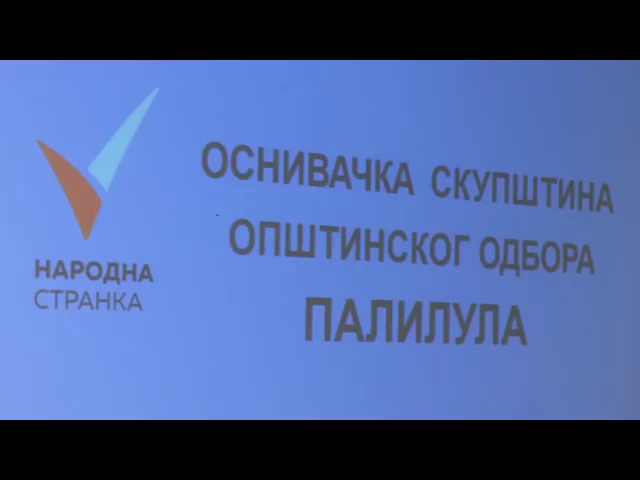 НАРОДНА
СТРАНКА
ОСНИВАЧКА СКУПШТИНА
ОПШТИНСКОГ ОДБОРА
ПАЛИЛУЛА